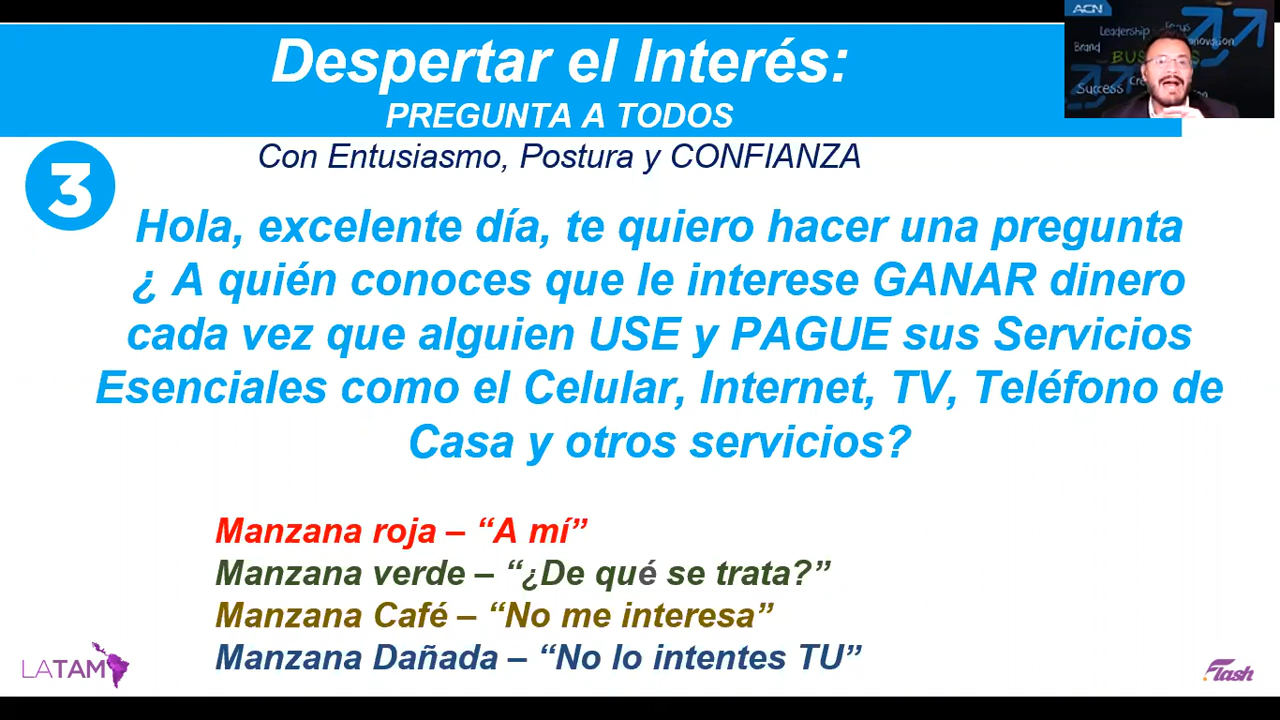 Despertar el Interés:
PREGUNTA A TODOS
Con Entusiasmo, Postura y CONFIANZA
3
Hola, excelente día, te quiero hacer una pregunta
¿ A quién conoces que le interese GANAR dinero
cada vez que alguien USE y PAGUE sus Servicios
Esenciales como el Celular, Internet, TV, Teléfono de
Casa y otros servicios?
Manzana roja – “A mí”
Manzana verde – “¿De qué se trata?”
Manzana Café – “No me interesa”
Manzana Dañada – “No lo intentes TU”
LATAM
Flash
ACN
Leadership
Brand
Success